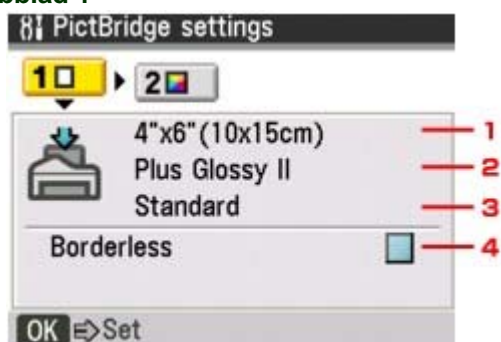 PictBridge settings
1 2
4"x6"(10x15cm) 1
Plus Glossy II 2
Standard 3
Borderless 4
OK Set